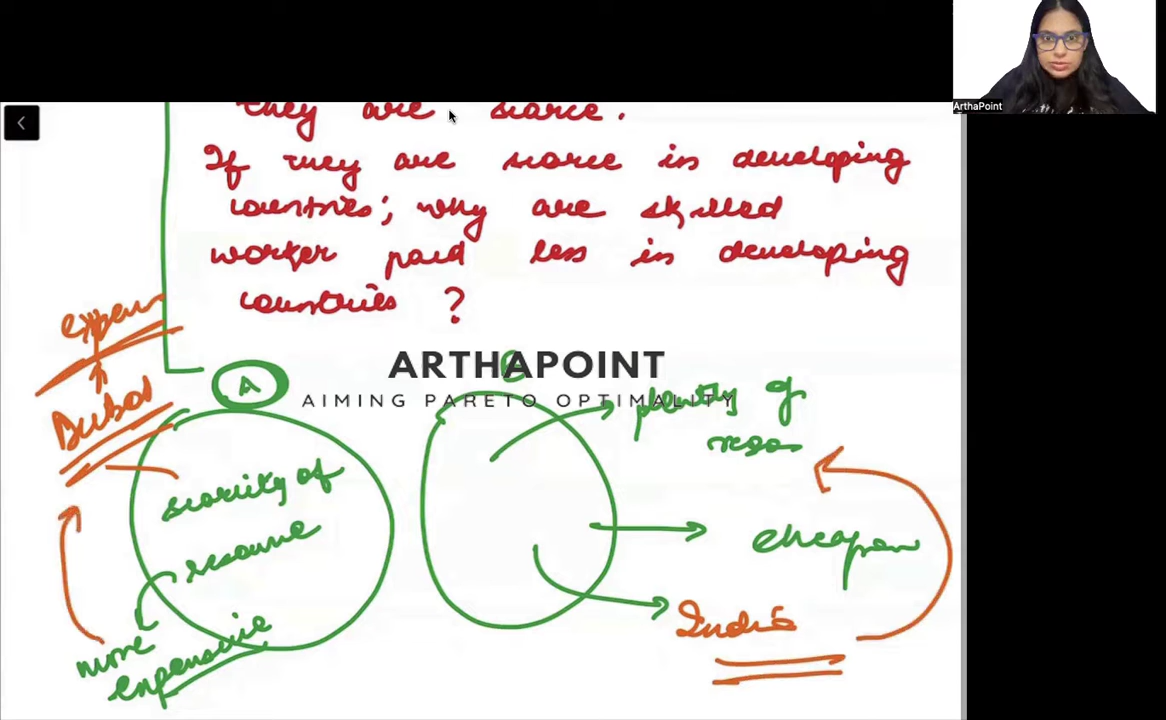 ArthaPoint
they are scarce.
If they are scarce in developing
countries; why are skilled
worker paid less in developing
countries ?
expen
Dubai
A
ARTHAPOINT
AIMING PARETO OPTIMALITY
plenty of
scarcity of
resource
more
expensive
cheaper
India